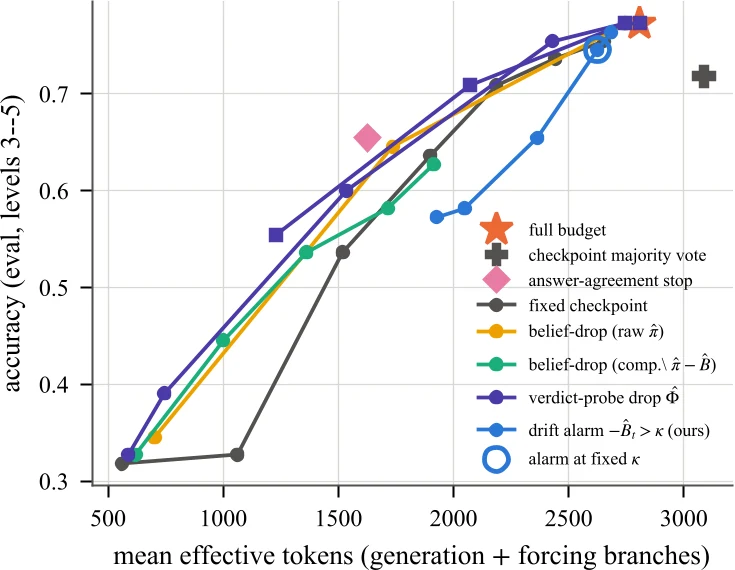 accuracy (eval, levels 3--5)
0.7
0.6
0.5
0.4
0.3
full budget
checkpoint majority vote
answer-agreement stop
fixed checkpoint
belief-drop (raw π̂)
belief-drop (comp.\ π̂ − B̂)
verdict-probe drop Φ̂
drift alarm −B̂ₜ > κ (ours)
alarm at fixed κ
500 1000 1500 2000 2500 3000
mean effective tokens (generation + forcing branches)